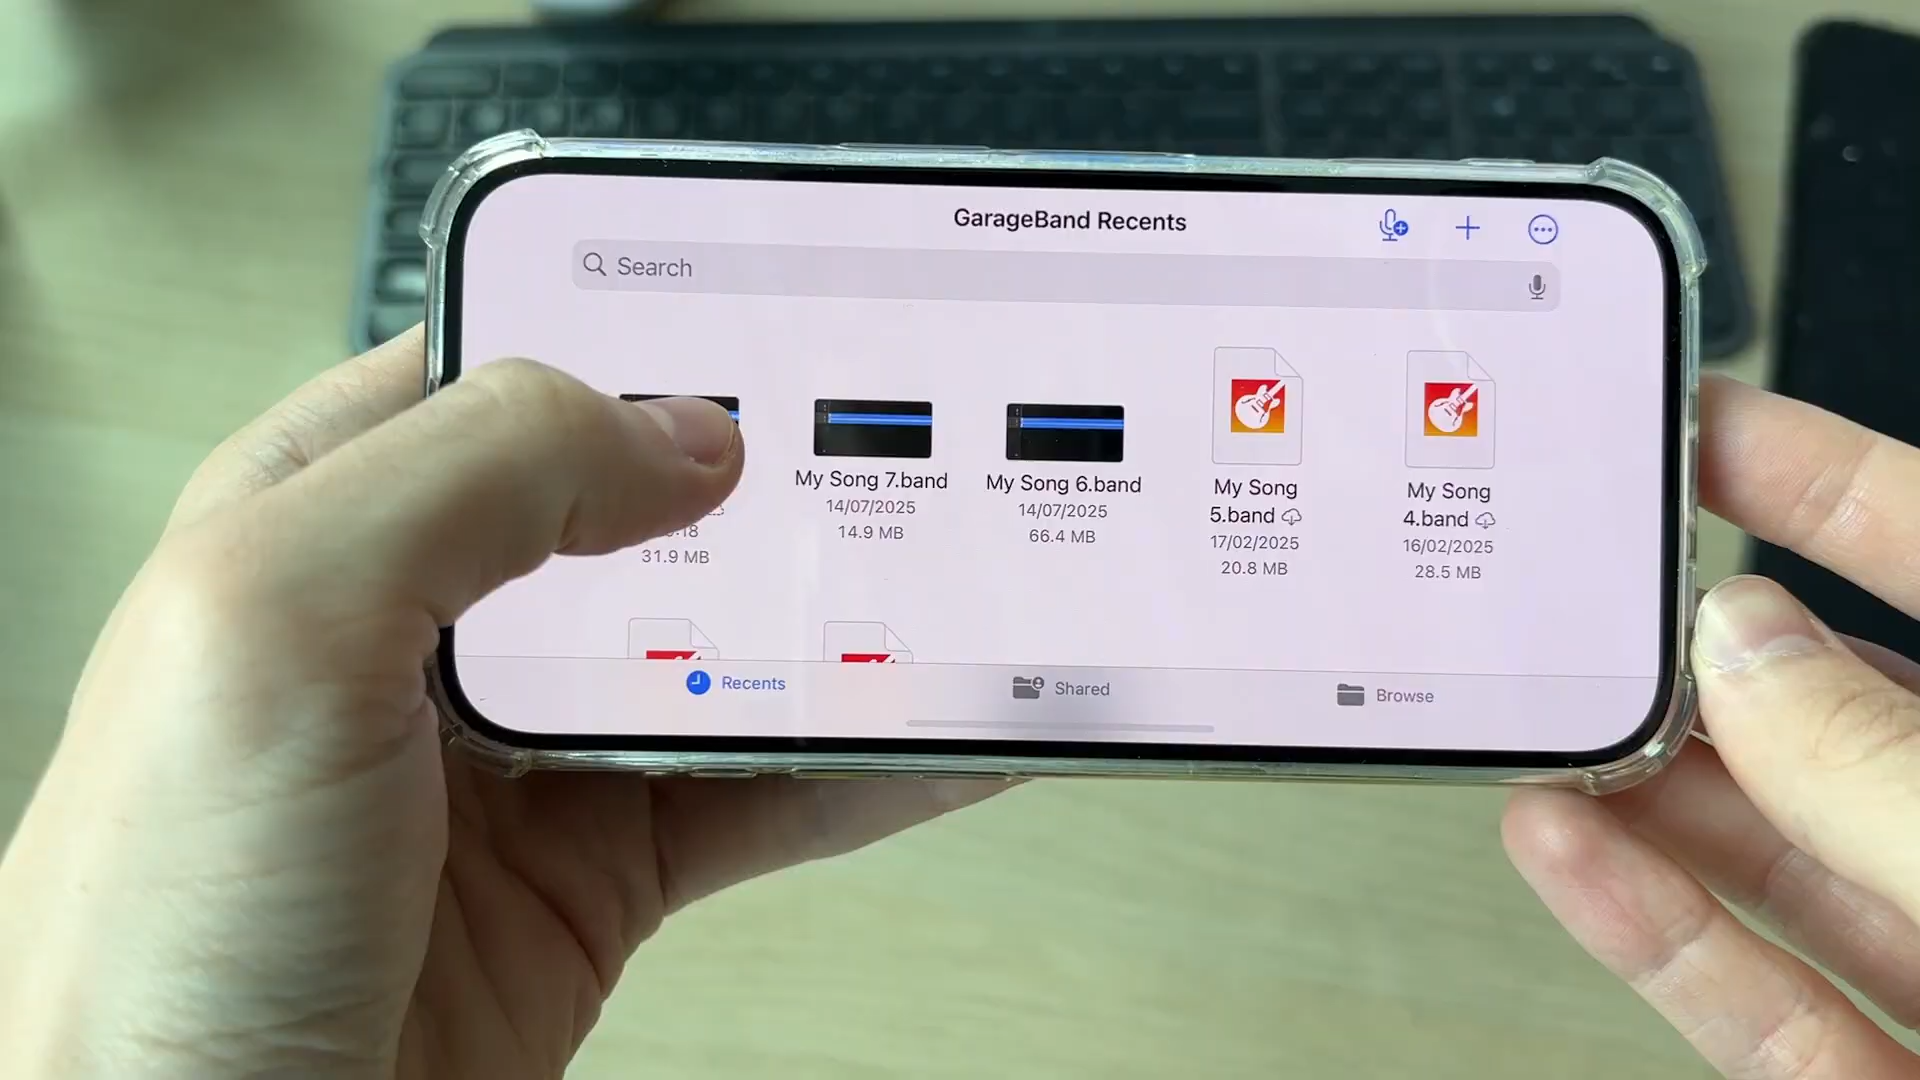 GarageBand Recents
Search
My Song 7.band
14/07/2025
14.9 MB
My Song 6.band
14/07/2025
66.4 MB
My Song
5.band
17/02/2025
20.8 MB
My Song
4.band
16/02/2025
28.5 MB
:18
31.9 MB
Recents
Shared
Browse